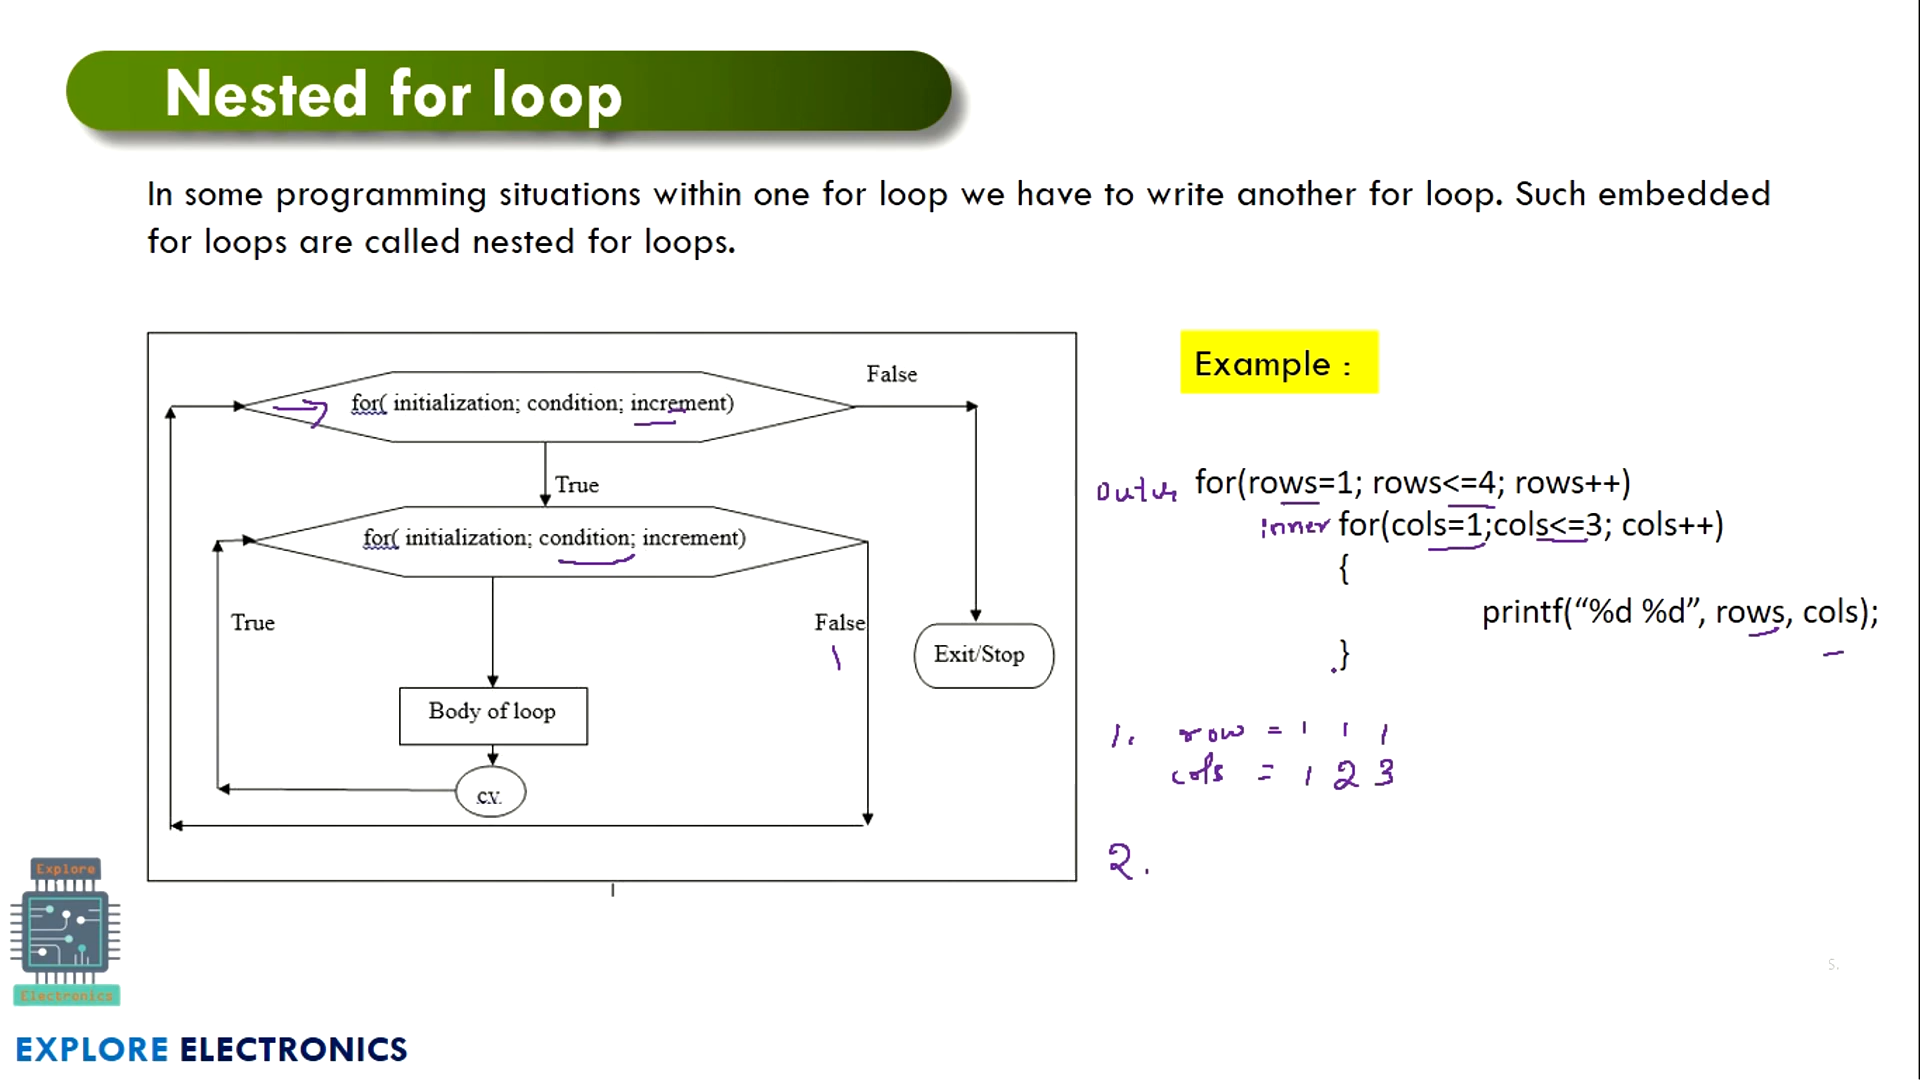 Nested for loop
In some programming situations within one for loop we have to write another for loop. Such embedded
for loops are called nested for loops.
False
for( initialization; condition; increment)
True
for( initialization; condition; increment)
True
False
Exit/Stop
Body of loop
c.v.
Example :
outer for(rows=1; rows<=4; rows++)
inner for(cols=1;cols<=3; cols++)
{
printf(“%d %d”, rows, cols);
}
1. row = 1 1 1
cols = 1 2 3
2.
Explore
Electronics
EXPLORE ELECTRONICS
s.